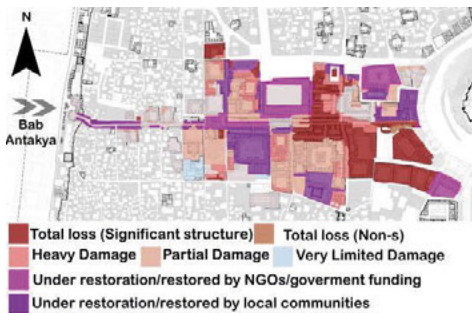 N
Bab
Antakya
Total loss (Significant structure)
Total loss (Non-s)
Heavy Damage
Partial Damage
Very Limited Damage
Under restoration/restored by NGOs/goverment funding
Under restoration/restored by local communities